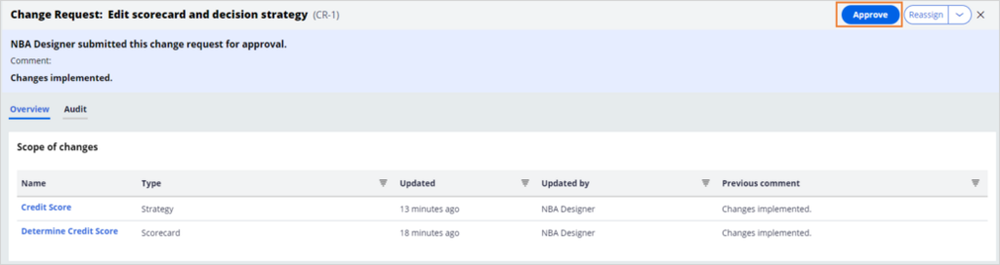 Change Request: Edit scorecard and decision strategy (CR-1) Approve Reassign
NBA Designer submitted this change request for approval.
Comment:
Changes implemented.
Overview Audit
Scope of changes
Name Type Updated Updated by Previous comment
Credit Score Strategy 13 minutes ago NBA Designer Changes implemented.
Determine Credit Score Scorecard 18 minutes ago NBA Designer Changes implemented.